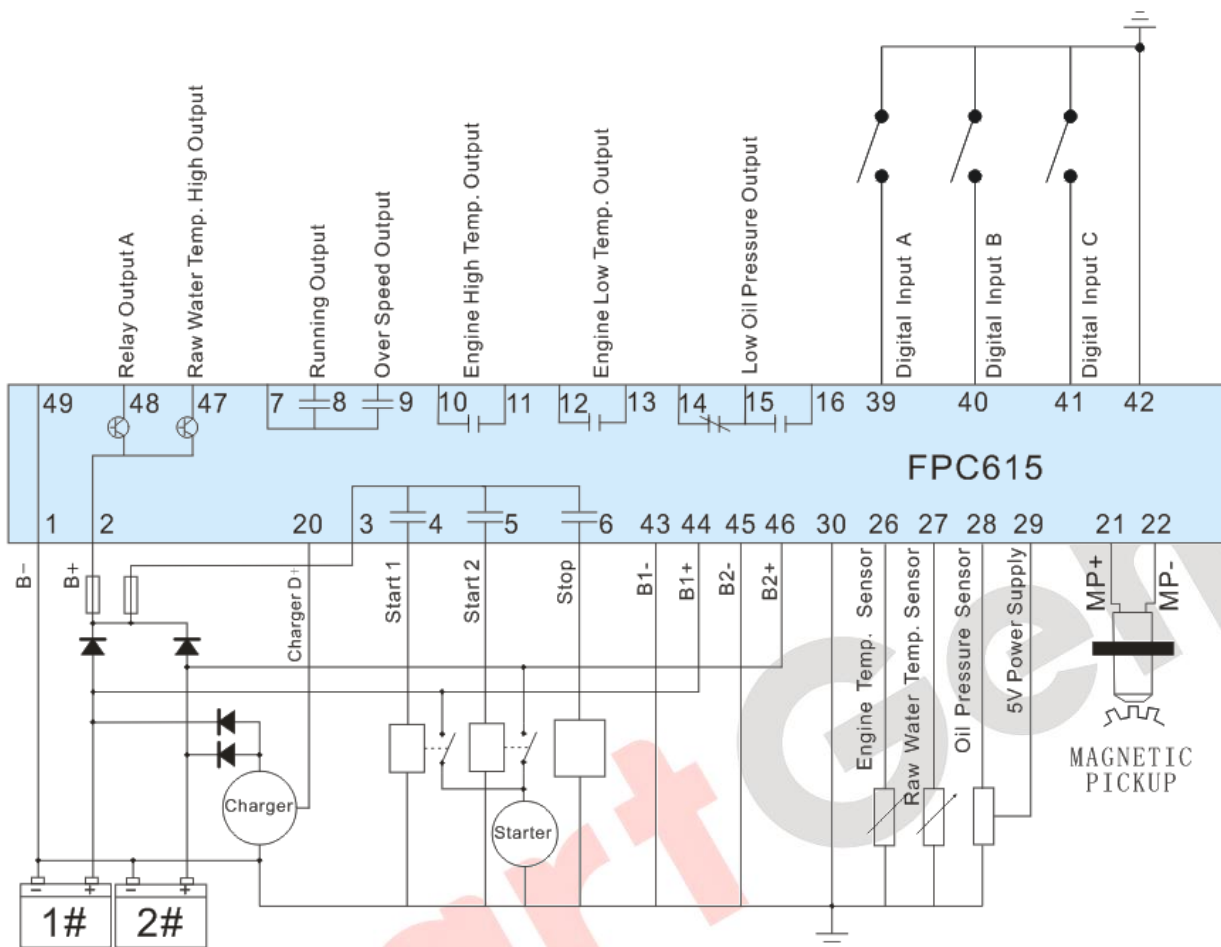 Relay Output A
Raw Water Temp. High Output
Running Output
Over Speed Output
Engine High Temp. Output
Engine Low Temp. Output
Low Oil Pressure Output
Digital Input A
Digital Input B
Digital Input C
49 48 47 7 8 9 10 11 12 13 14 15 16 39 40 41 42
FPC615
1 2 20 3 4 5 6 43 44 45 46 30 26 27 28 29 21 22
B-
B+
Charger D+
Start 1
Start 2
Stop
B1-
B1+
B2-
B2+
Engine Temp. Sensor
Raw Water Temp. Sensor
Oil Pressure Sensor
5V Power Supply
MP+
MP-
MAGNETIC
PICKUP
Charger
Starter
- +
- +
1#
2#
art Gen